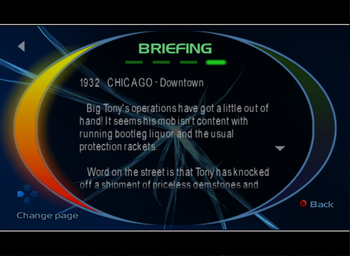 BRIEFING
1932 CHICAGO - Downtown
Big Tony's operations have got a little out of
hand! It seems his mob isn't content with
running bootleg liquor and the usual
protection rackets.
Word on the street is that Tony has knocked
off a shipment of priceless gemstones and
Back
Change page